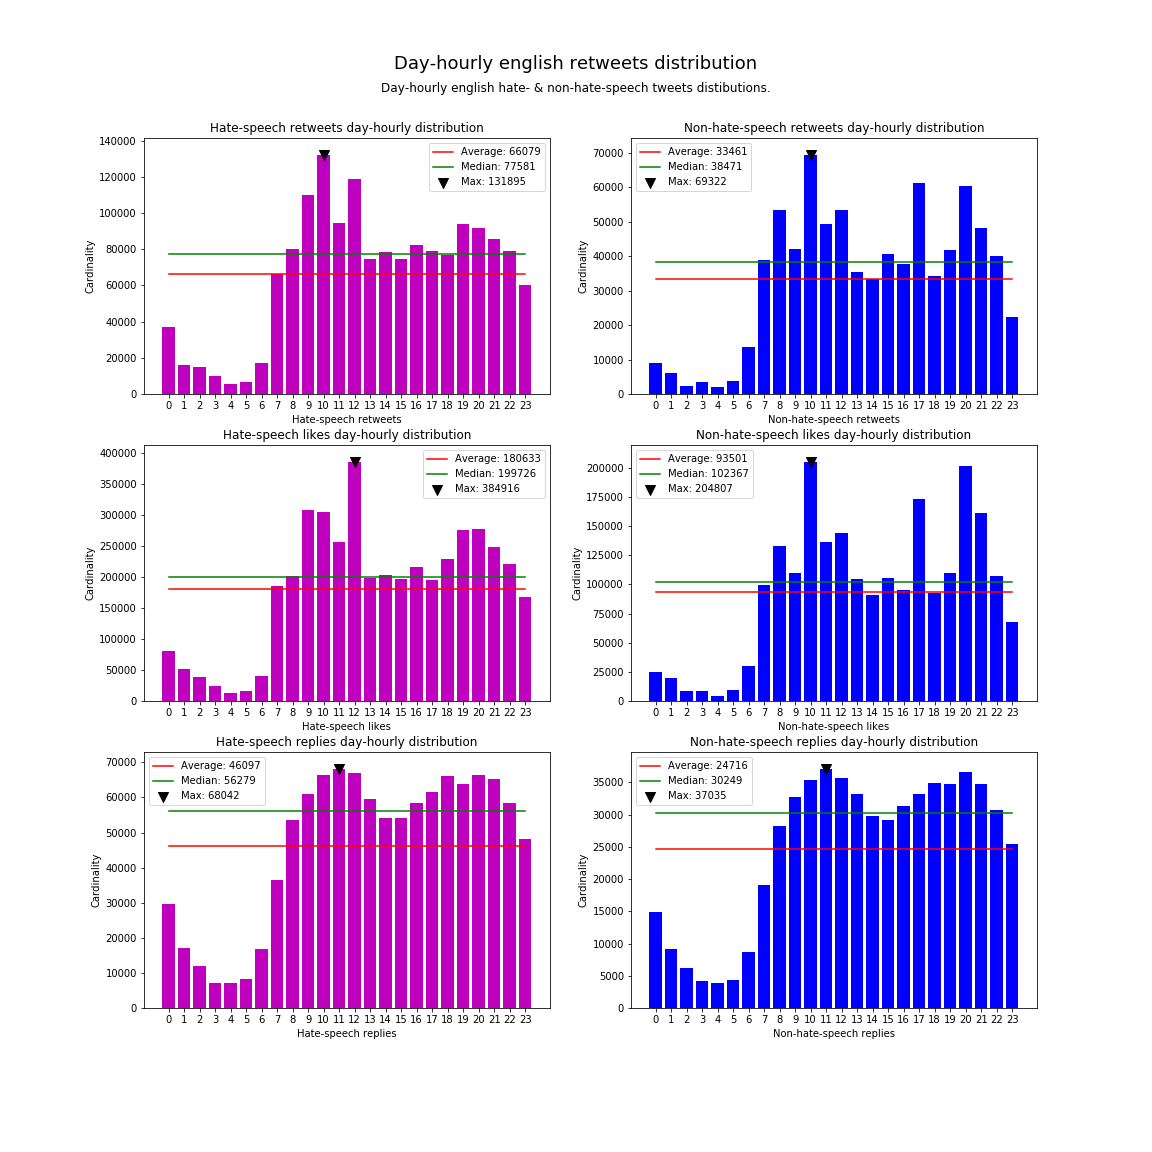 Day-hourly english retweets distribution
Day-hourly english hate- & non-hate-speech tweets distibutions.
Hate-speech retweets day-hourly distribution
140000
120000
100000
80000
60000
40000
20000
0
Cardinality
Average: 66079
Median: 77581
Max: 131895
0 1 2 3 4 5 6 7 8 9 10 11 12 13 14 15 16 17 18 19 20 21 22 23
Hate-speech retweets
Non-hate-speech retweets day-hourly distribution
70000
60000
50000
40000
30000
20000
10000
0
Cardinality
Average: 33461
Median: 38471
Max: 69322
0 1 2 3 4 5 6 7 8 9 10 11 12 13 14 15 16 17 18 19 20 21 22 23
Non-hate-speech retweets
Hate-speech likes day-hourly distribution
400000
350000
300000
250000
200000
150000
100000
50000
0
Cardinality
Average: 180633
Median: 199726
Max: 384916
0 1 2 3 4 5 6 7 8 9 10 11 12 13 14 15 16 17 18 19 20 21 22 23
Hate-speech likes
Non-hate-speech likes day-hourly distribution
200000
175000
150000
125000
100000
75000
50000
25000
0
Cardinality
Average: 93501
Median: 102367
Max: 204807
0 1 2 3 4 5 6 7 8 9 10 11 12 13 14 15 16 17 18 19 20 21 22 23
Non-hate-speech likes
Hate-speech replies day-hourly distribution
70000
60000
50000
40000
30000
20000
10000
0
Cardinality
Average: 46097
Median: 56279
Max: 68042
0 1 2 3 4 5 6 7 8 9 10 11 12 13 14 15 16 17 18 19 20 21 22 23
Hate-speech replies
Non-hate-speech replies day-hourly distribution
35000
30000
25000
20000
15000
10000
5000
0
Cardinality
Average: 24716
Median: 30249
Max: 37035
0 1 2 3 4 5 6 7 8 9 10 11 12 13 14 15 16 17 18 19 20 21 22 23
Non-hate-speech replies